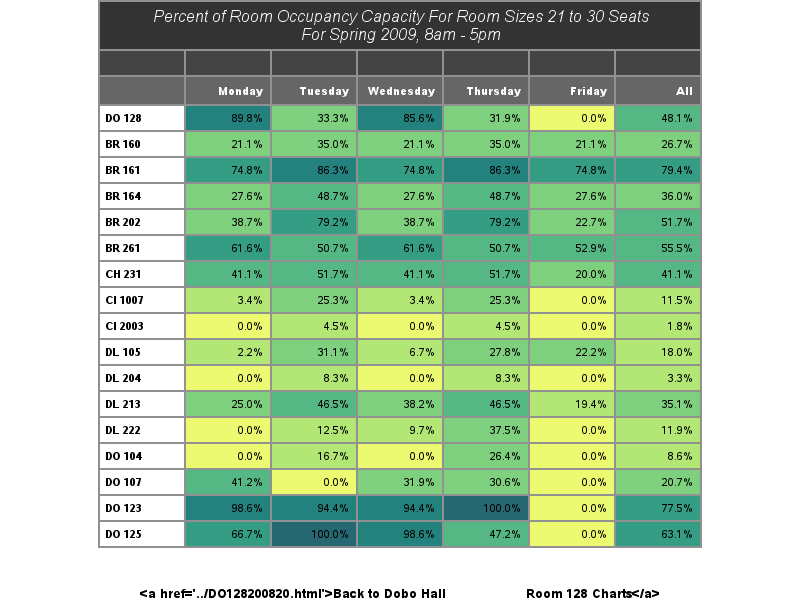 Percent of Room Occupancy Capacity For Room Sizes 21 to 30 Seats
For Spring 2009, 8am - 5pm
Monday Tuesday Wednesday Thursday Friday All
DO 128 89.8% 33.3% 85.6% 31.9% 0.0% 48.1%
BR 160 21.1% 35.0% 21.1% 35.0% 21.1% 26.7%
BR 161 74.8% 86.3% 74.8% 86.3% 74.8% 79.4%
BR 164 27.6% 48.7% 27.6% 48.7% 27.6% 36.0%
BR 202 38.7% 79.2% 38.7% 79.2% 22.7% 51.7%
BR 261 61.6% 50.7% 61.6% 50.7% 52.9% 55.5%
CH 231 41.1% 51.7% 41.1% 51.7% 20.0% 41.1%
CI 1007 3.4% 25.3% 3.4% 25.3% 0.0% 11.5%
CI 2003 0.0% 4.5% 0.0% 4.5% 0.0% 1.8%
DL 105 2.2% 31.1% 6.7% 27.8% 22.2% 18.0%
DL 204 0.0% 8.3% 0.0% 8.3% 0.0% 3.3%
DL 213 25.0% 46.5% 38.2% 46.5% 19.4% 35.1%
DL 222 0.0% 12.5% 9.7% 37.5% 0.0% 11.9%
DO 104 0.0% 16.7% 0.0% 26.4% 0.0% 8.6%
DO 107 41.2% 0.0% 31.9% 30.6% 0.0% 20.7%
DO 123 98.6% 94.4% 94.4% 100.0% 0.0% 77.5%
DO 125 66.7% 100.0% 98.6% 47.2% 0.0% 63.1%
<a href='../DO128200820.html'>Back to Dobo Hall Room 128 Charts</a>